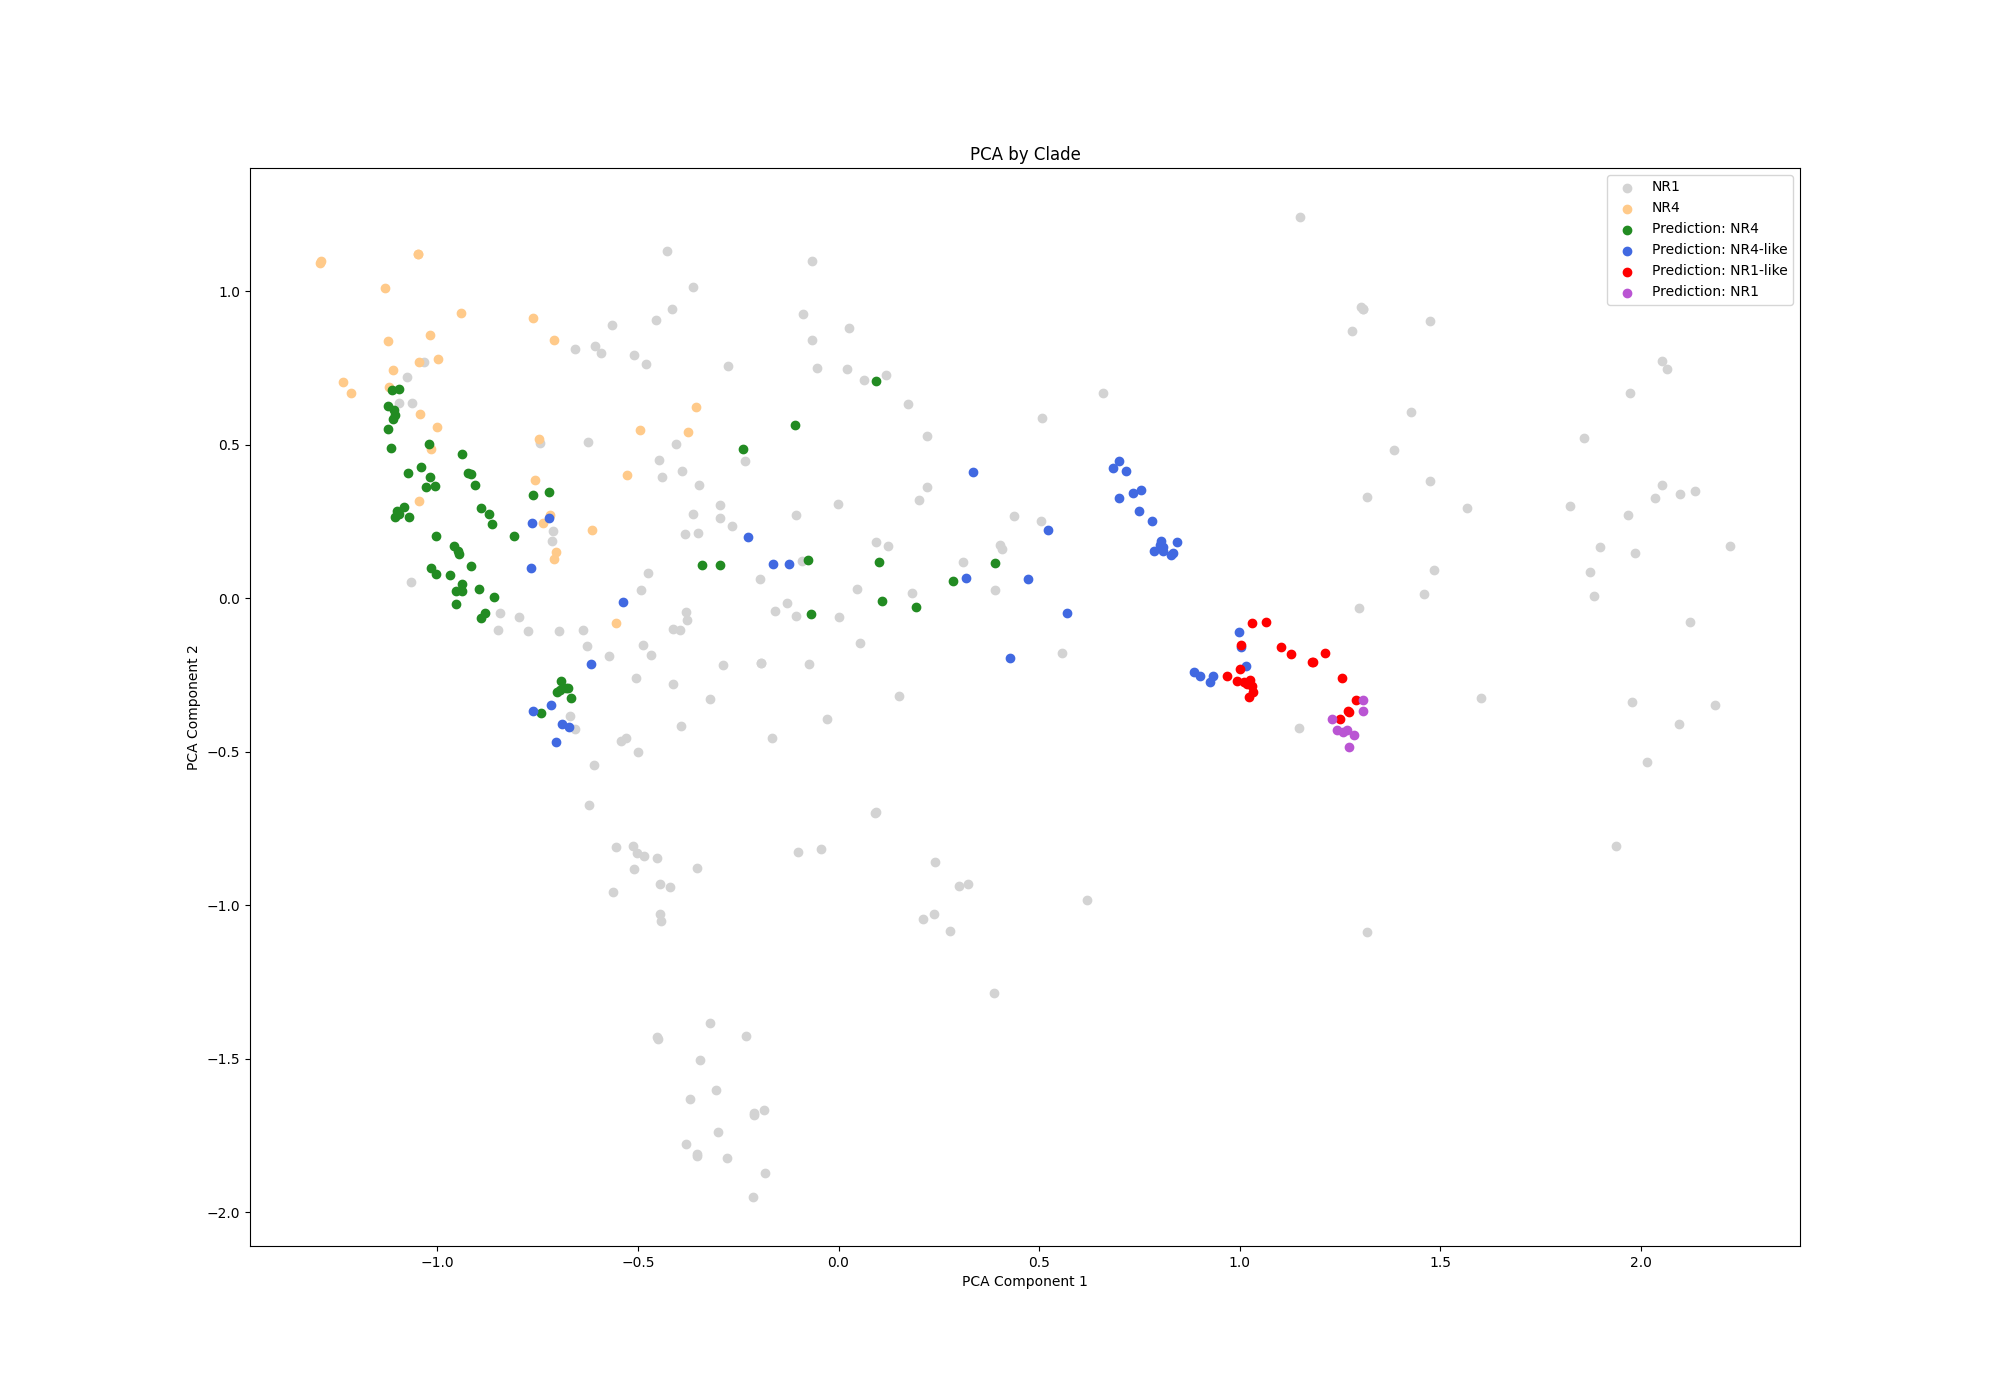 PCA by Clade
NR1
NR4
Prediction: NR4
Prediction: NR4-like
Prediction: NR1-like
Prediction: NR1
1.0
0.5
0.0
−0.5
−1.0
−1.5
−2.0
PCA Component 2
−1.0 −0.5 0.0 0.5 1.0 1.5 2.0
PCA Component 1